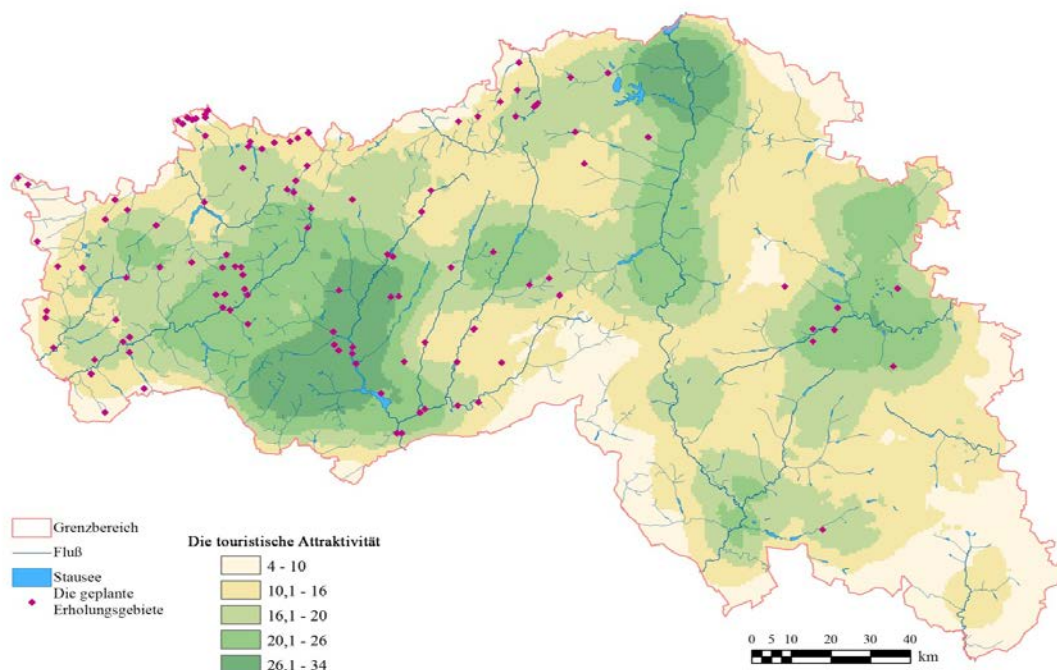 Grenzbereich
Fluß
Stausee
Die geplante
Erholungsgebiete
Die touristische Attraktivität
4 - 10
10,1 - 16
16,1 - 20
20,1 - 26
26,1 - 34
0 5 10 20 30 40
km